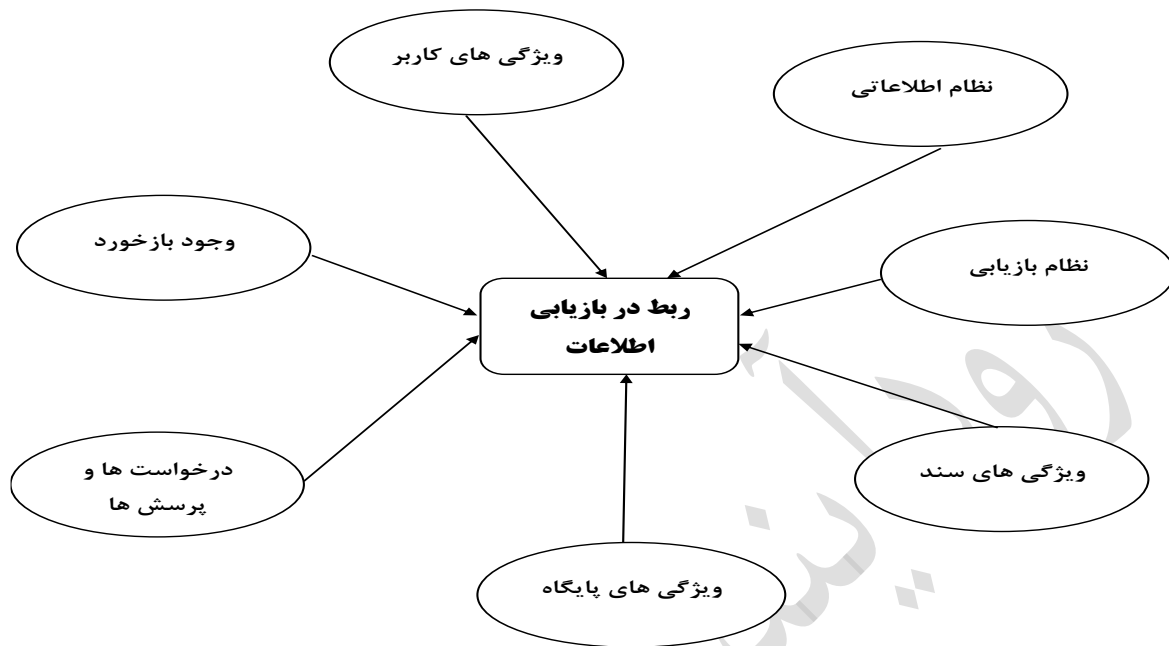 ویژگی های کاربر
نظام اطلاعاتی
وجود بازخورد
نظام بازیابی
ربط در بازیابی
اطلاعات
درخواست ها و
پرسش ها
ویژگی های سند
ویژگی های پایگاه